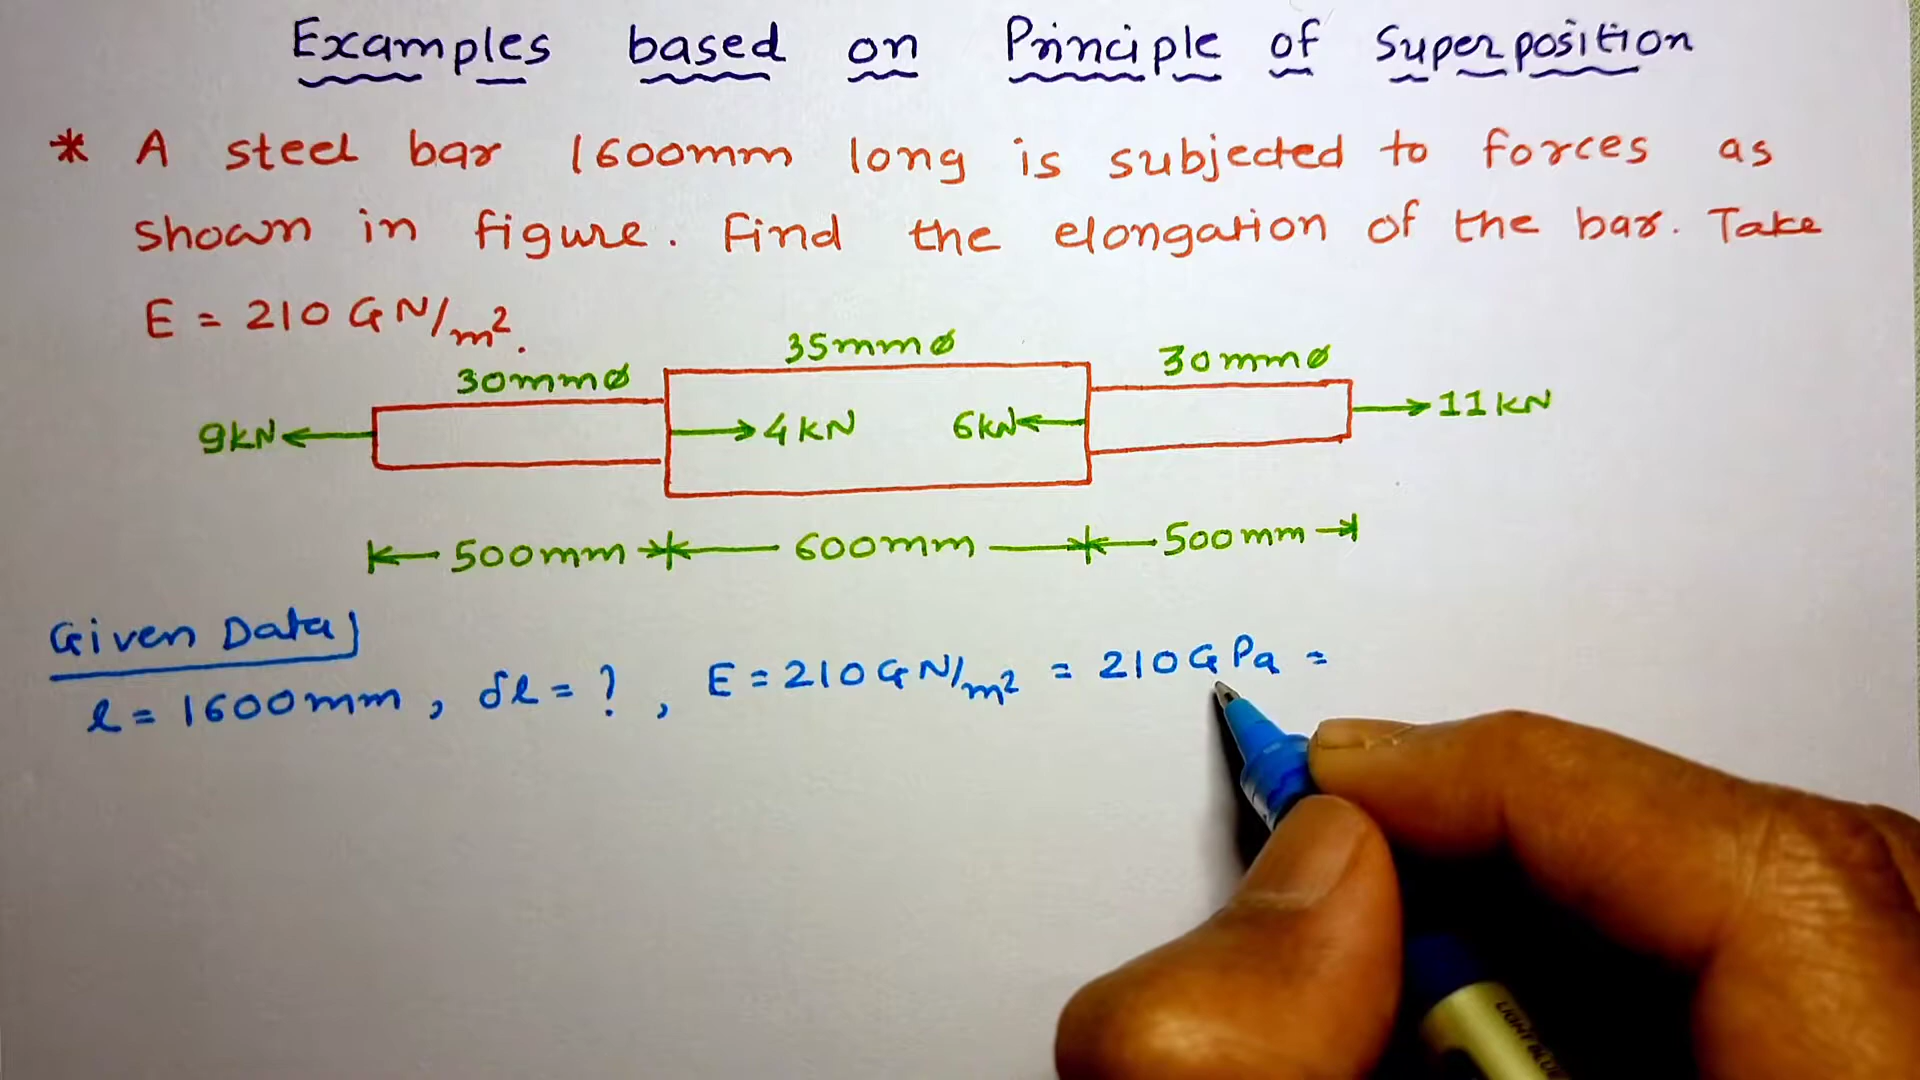 Examples based on Principle of Superposition
* A steel bar 1600mm long is subjected to forces as
shown in figure. Find the elongation of the bar. Take
E = 210 GN/m².
30mmø 35mmø 30mmø
9kN 4kN 6kN 11kN
500mm 600mm 500mm
Given Data
l = 1600mm, δl = ?, E = 210 GN/m² = 210 GPa =